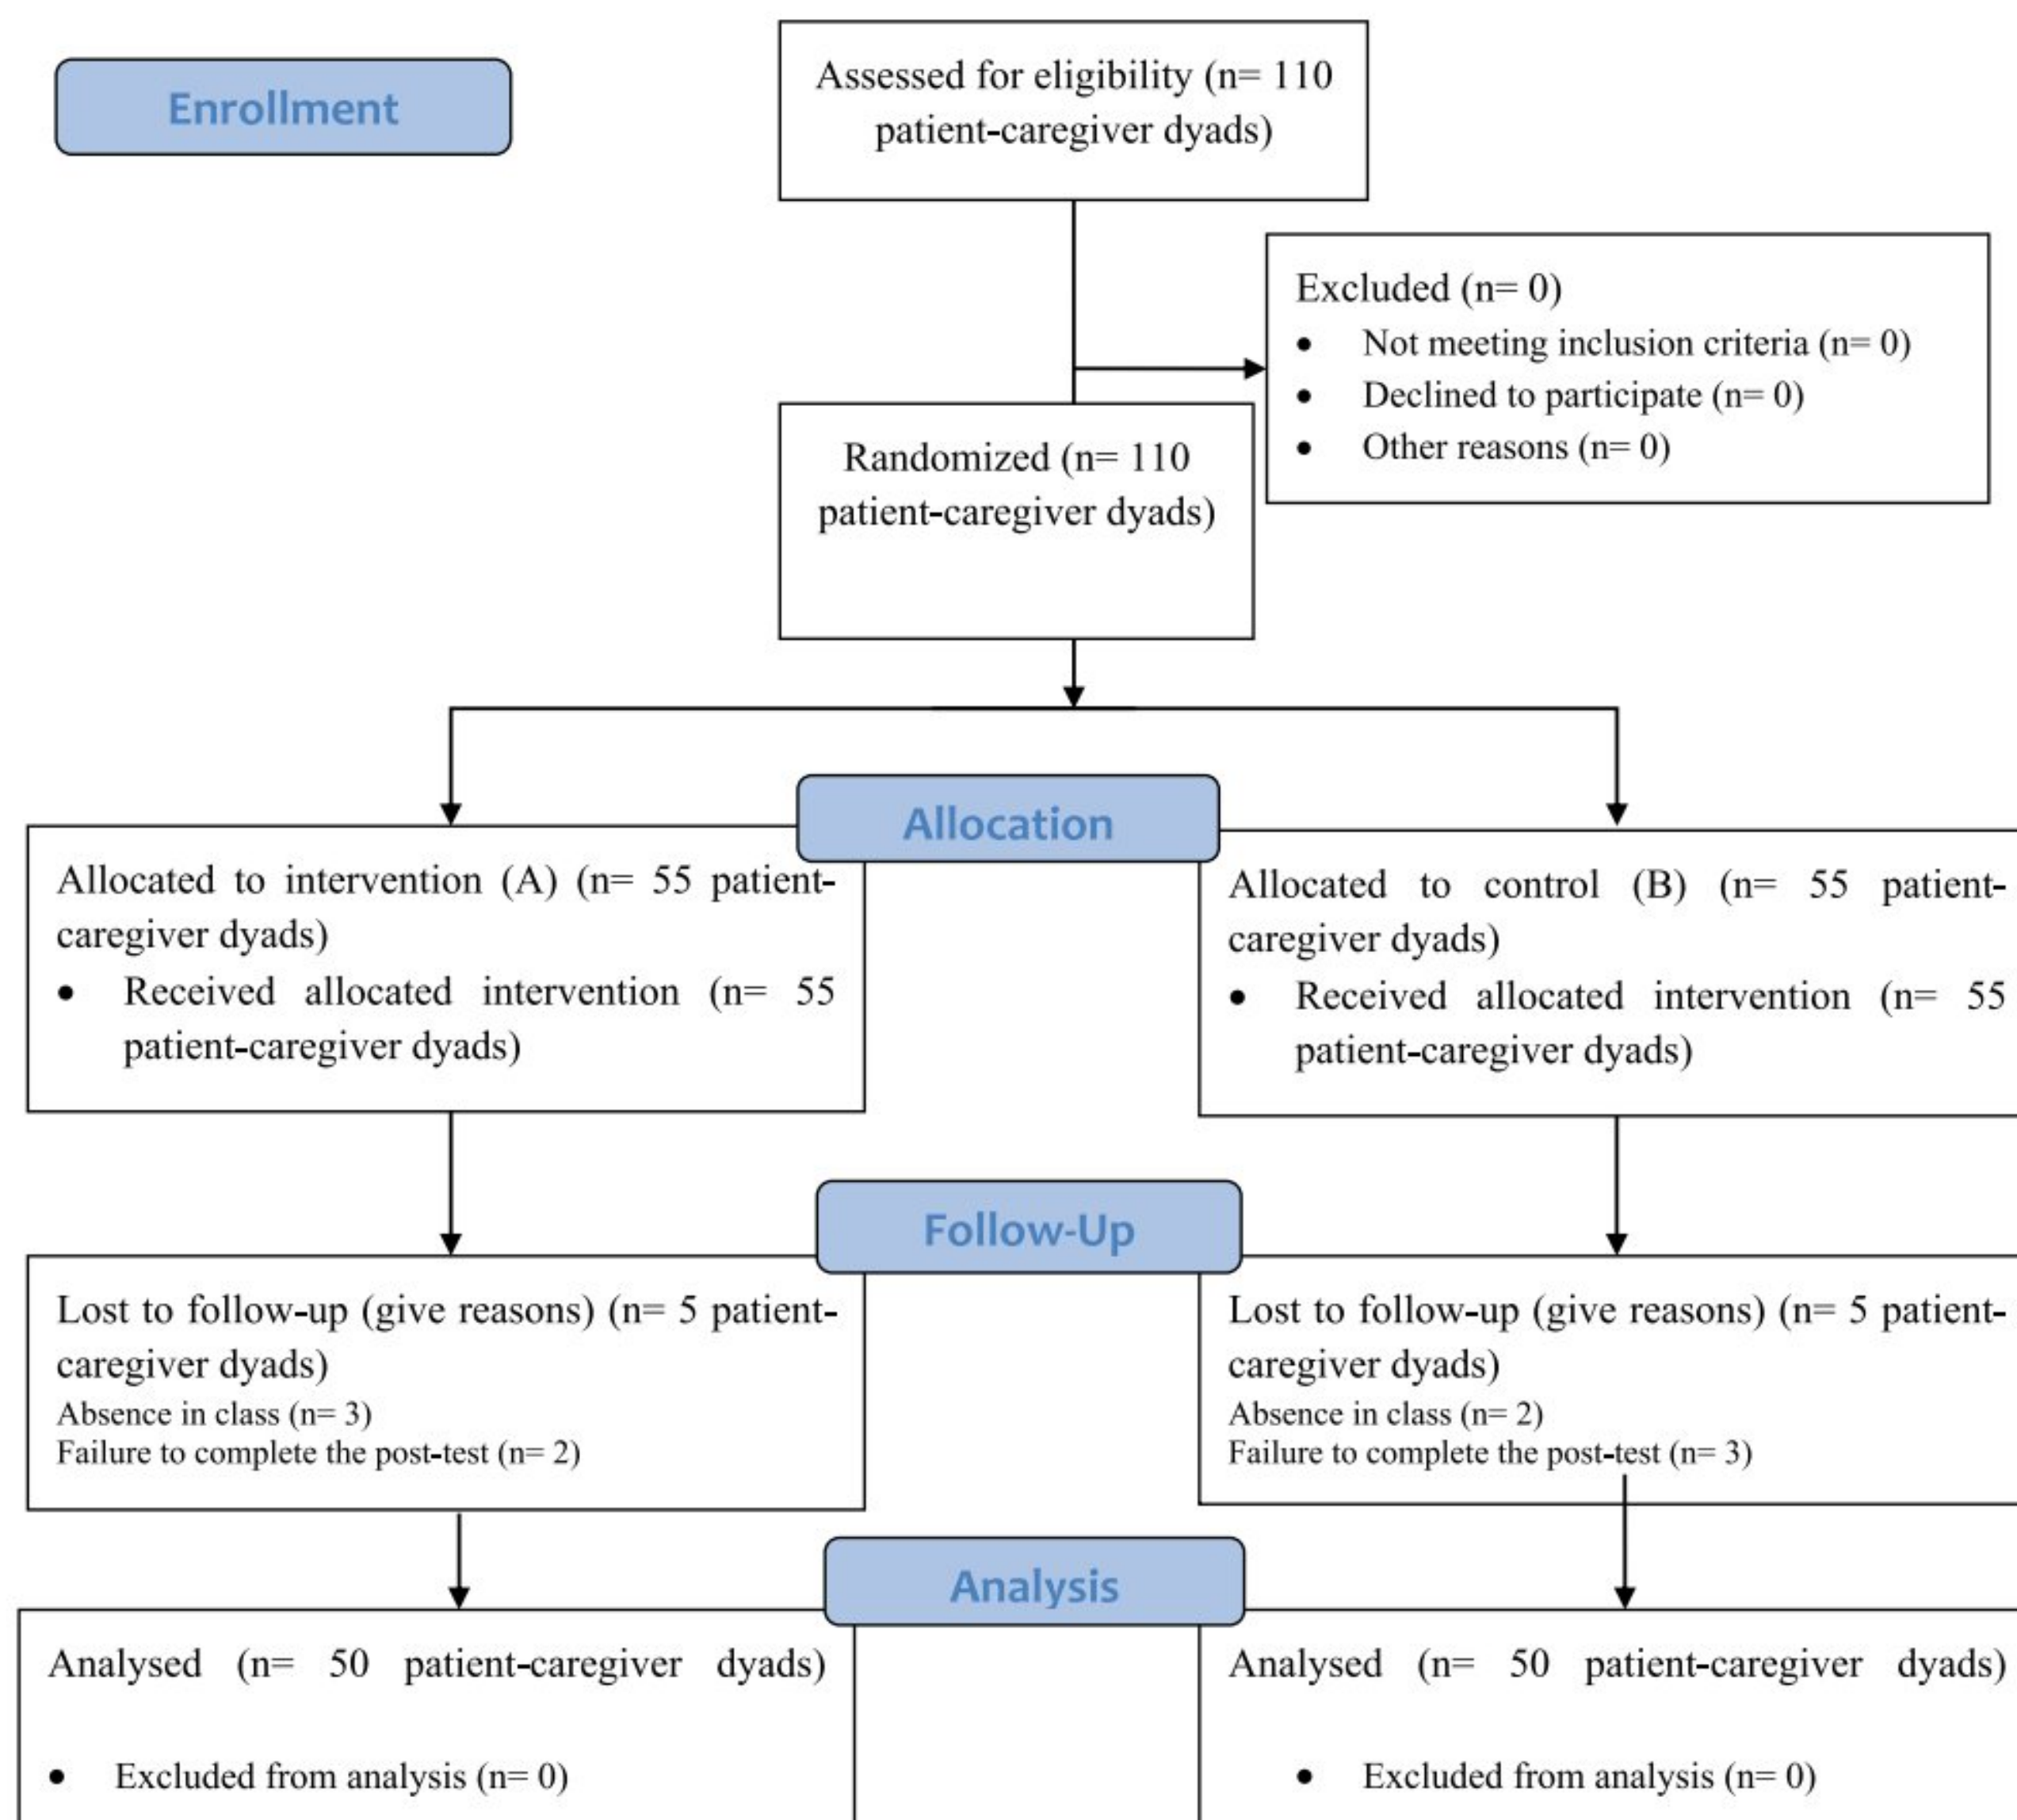 Enrollment
Assessed for eligibility (n= 110
patient-caregiver dyads)
Excluded (n= 0)
• Not meeting inclusion criteria (n= 0)
• Declined to participate (n= 0)
• Other reasons (n= 0)
Randomized (n= 110
patient-caregiver dyads)
Allocation
Allocated to intervention (A) (n= 55 patient-
caregiver dyads)
• Received allocated intervention (n= 55
patient-caregiver dyads)
Allocated to control (B) (n= 55 patient-
caregiver dyads)
• Received allocated intervention (n= 55
patient-caregiver dyads)
Follow-Up
Lost to follow-up (give reasons) (n= 5 patient-
caregiver dyads)
Absence in class (n= 3)
Failure to complete the post-test (n= 2)
Lost to follow-up (give reasons) (n= 5 patient-
caregiver dyads)
Absence in class (n= 2)
Failure to complete the post-test (n= 3)
Analysis
Analysed (n= 50 patient-caregiver dyads)
• Excluded from analysis (n= 0)
Analysed (n= 50 patient-caregiver dyads)
• Excluded from analysis (n= 0)